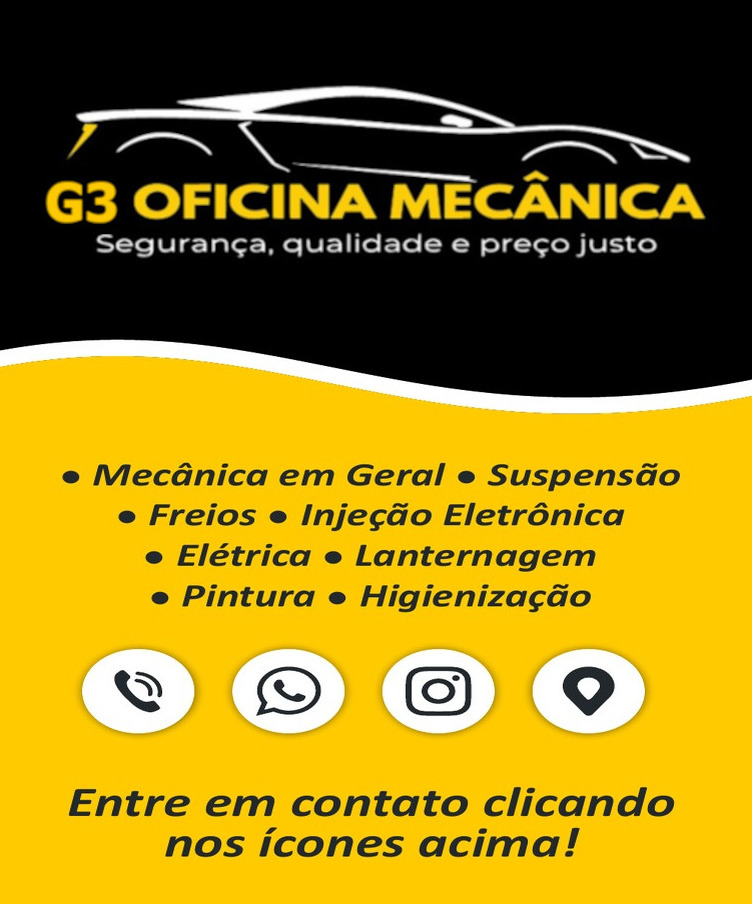 G3 OFICINA MECÂNICA
Segurança, qualidade e preço justo
● Mecânica em Geral ● Suspensão
● Freios ● Injeção Eletrônica
● Elétrica ● Lanternagem
● Pintura ● Higienização
Entre em contato clicando
nos ícones acima!